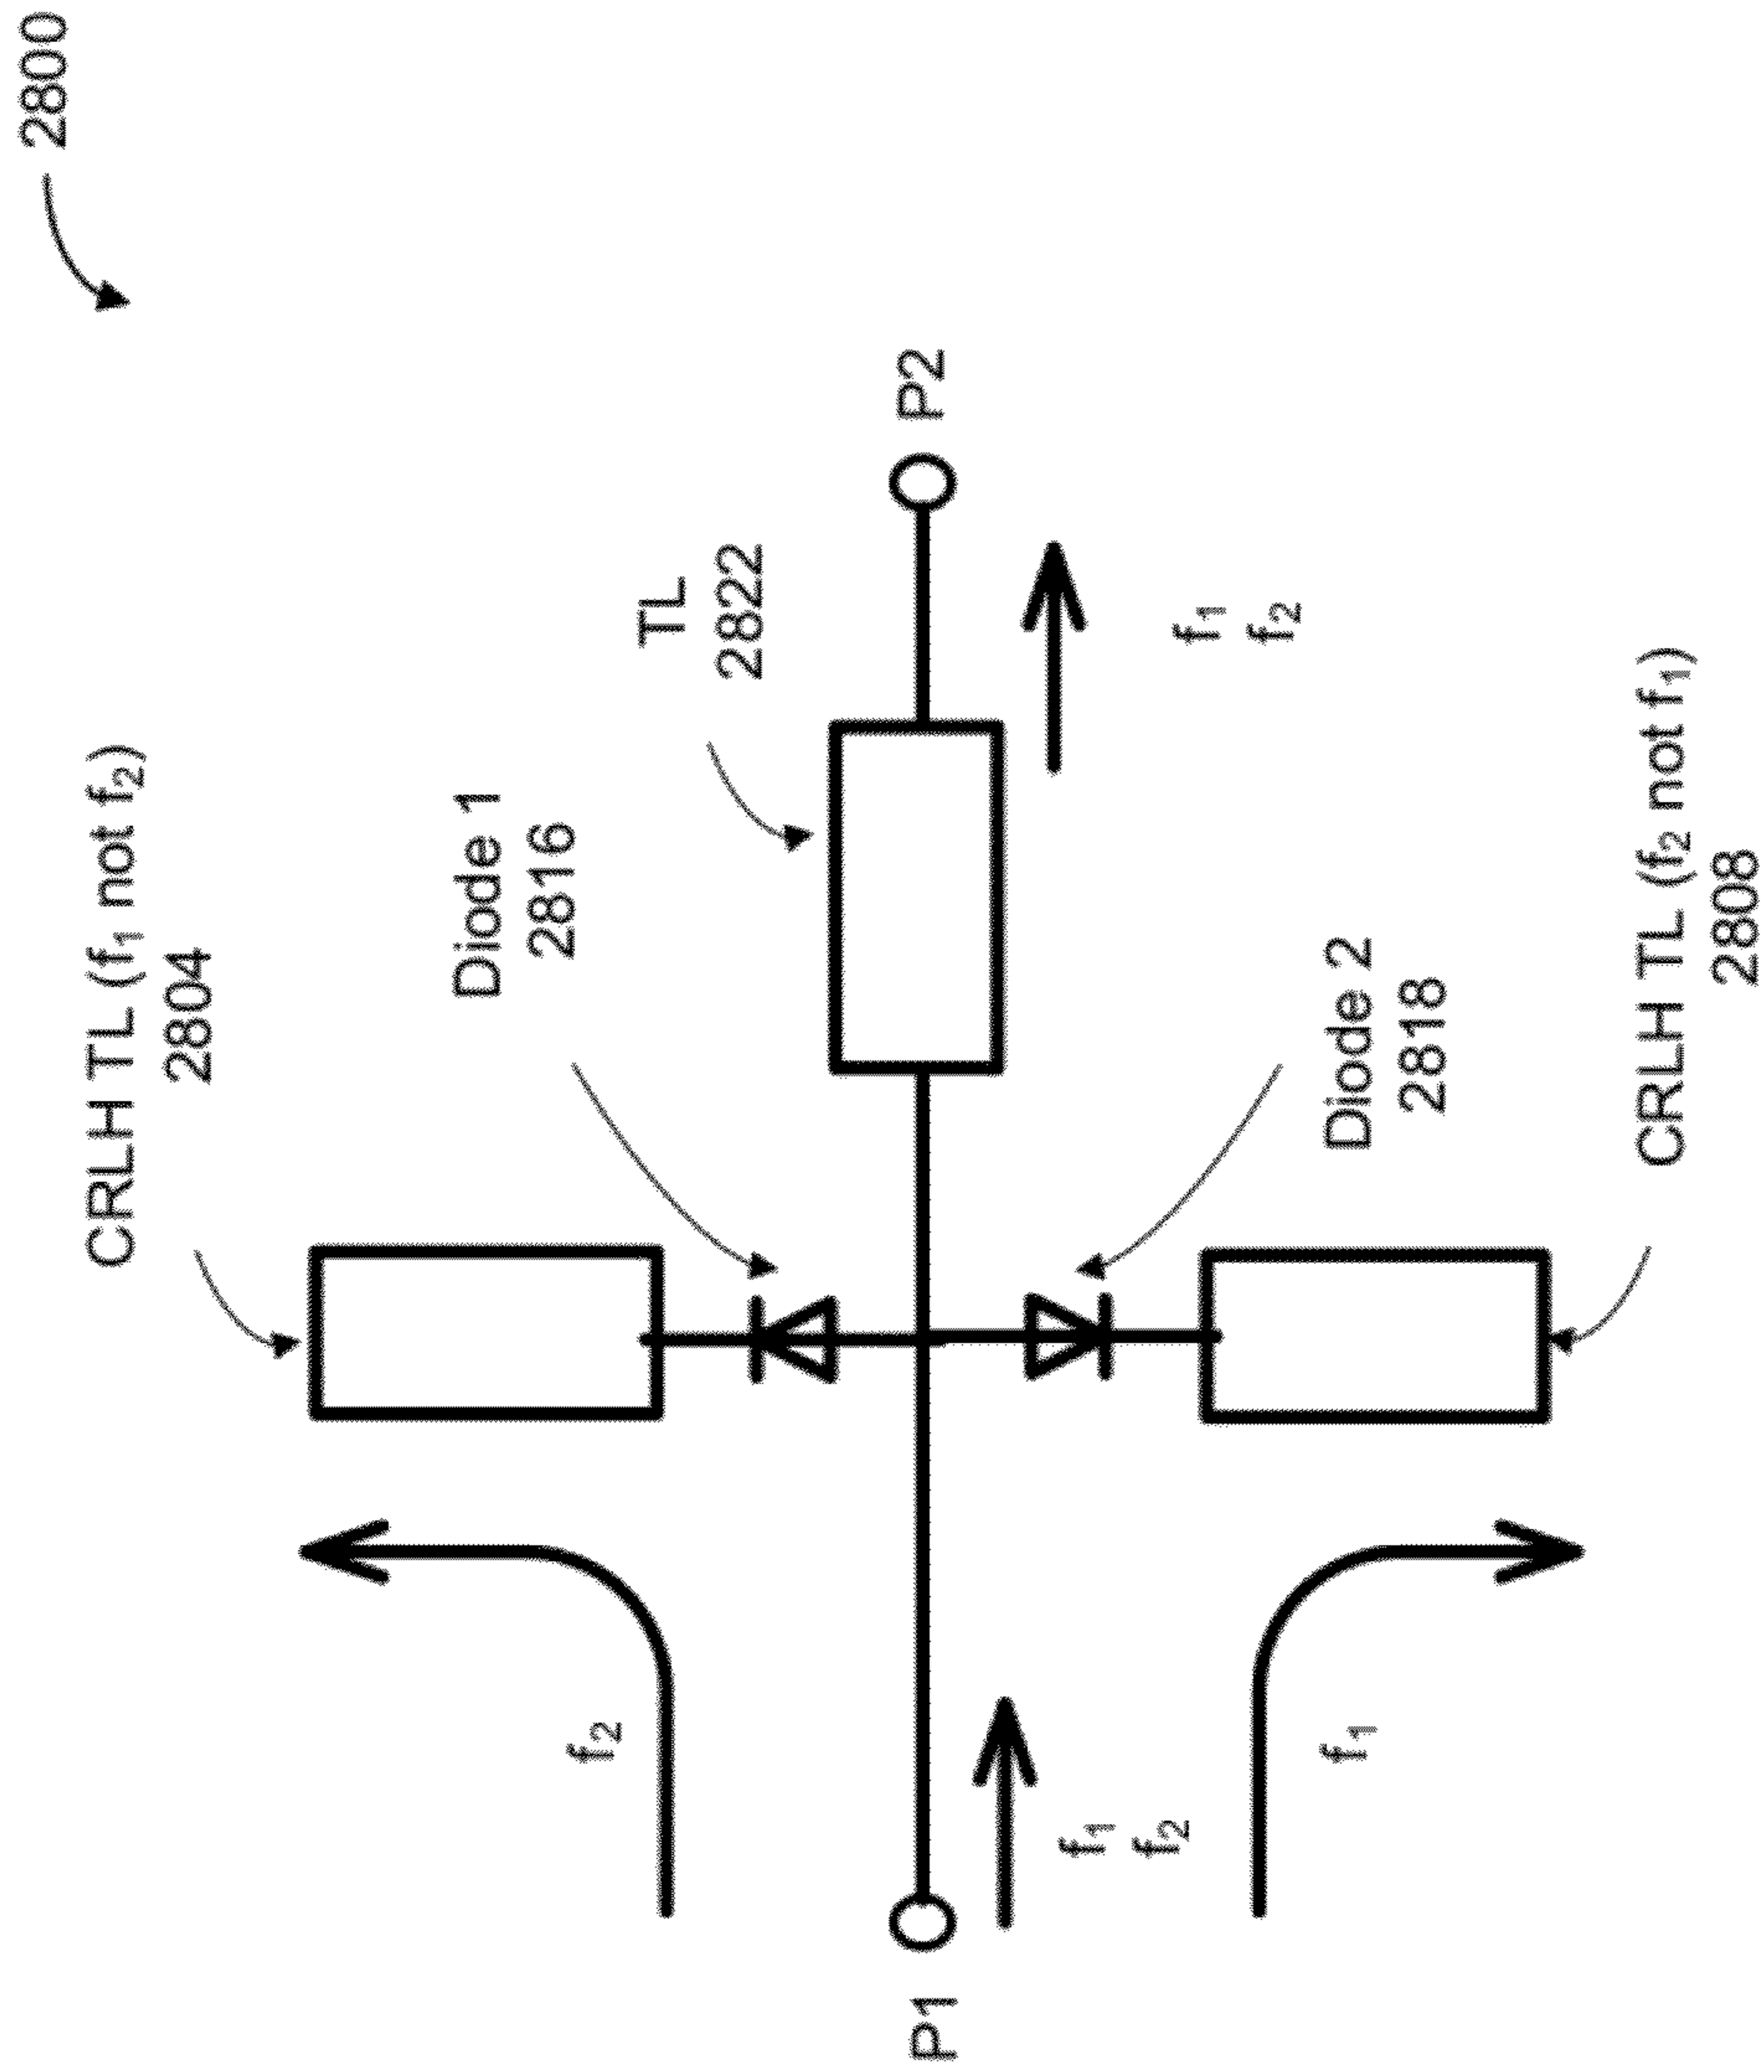 2800
CRLH TL (f₁ not f₂)
2804
Diode 1
2816
TL
2822
f₂
P1
P2
f₁
f₂
f₁
f₂
f₁
Diode 2
2818
CRLH TL (f₂ not f₁)
2808